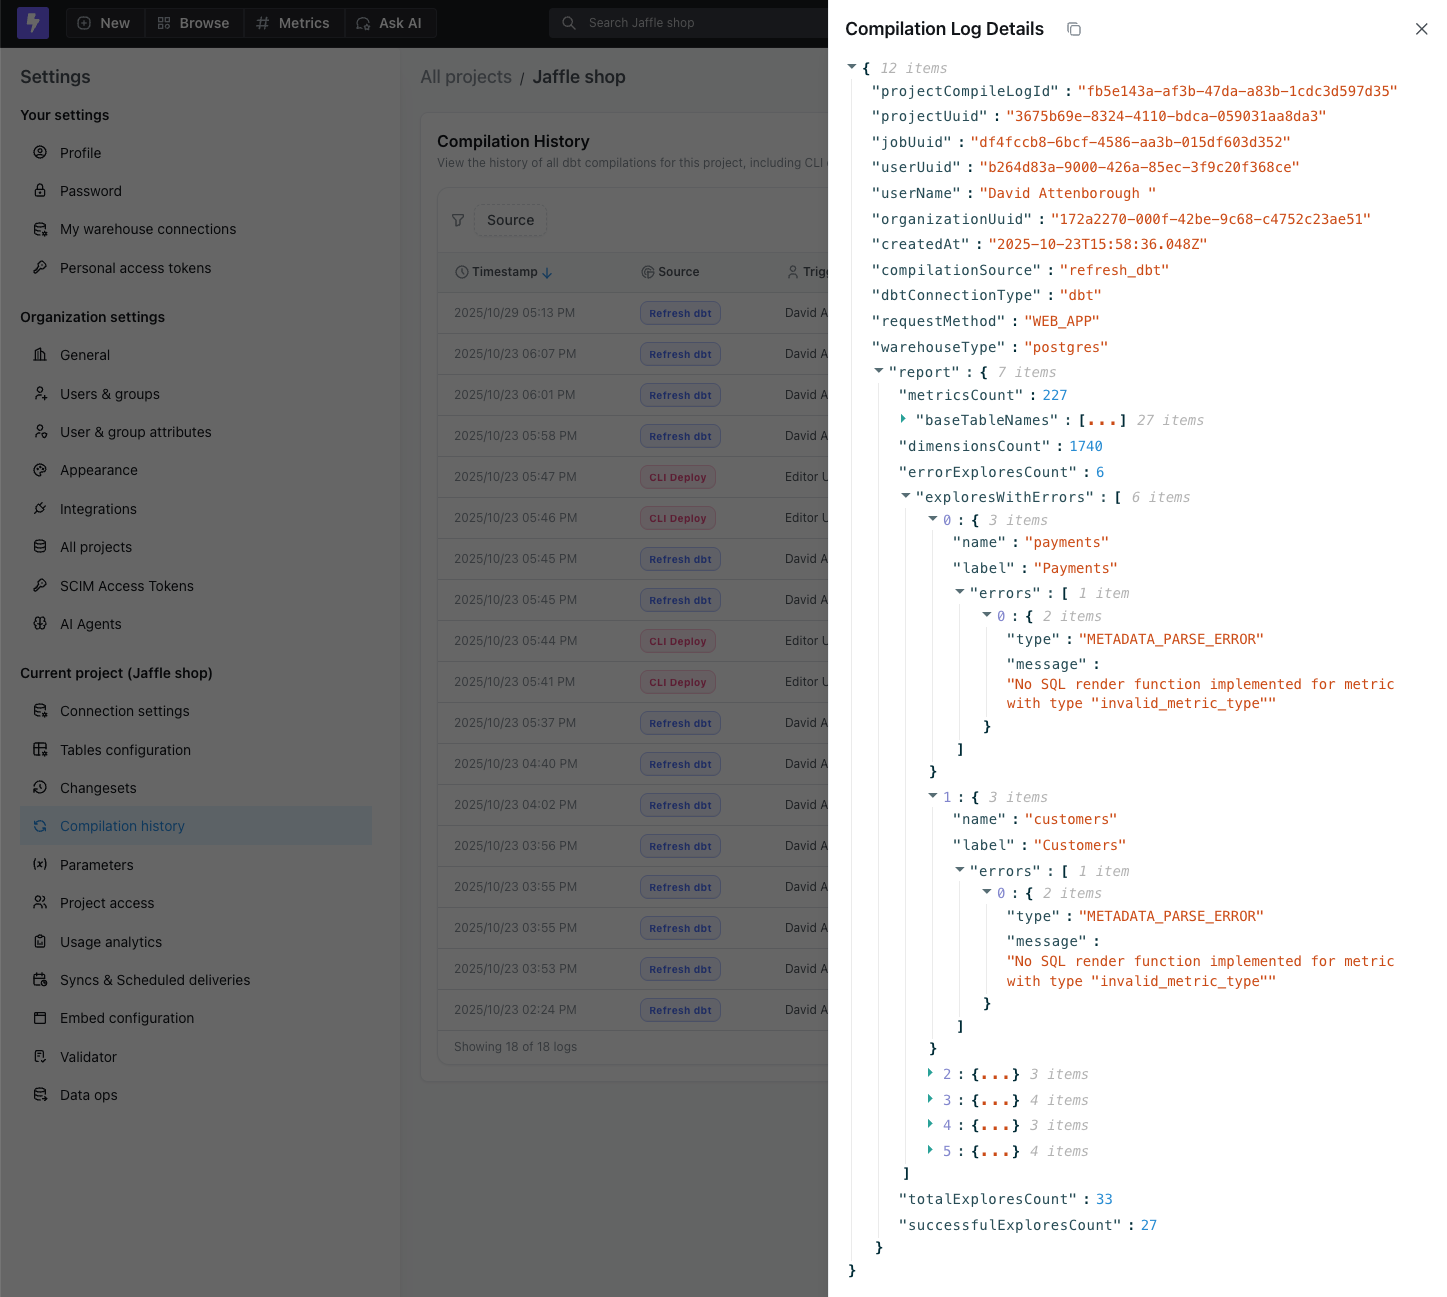 New
Browse
Metrics
Ask AI
Search Jaffle shop
Settings
Your settings
Profile
Password
My warehouse connections
Personal access tokens
Organization settings
General
Users & groups
User & group attributes
Appearance
Integrations
All projects
SCIM Access Tokens
AI Agents
Current project (Jaffle shop)
Connection settings
Tables configuration
Changesets
Compilation history
Parameters
Project access
Usage analytics
Syncs & Scheduled deliveries
Embed configuration
Validator
Data ops
All projects / Jaffle shop
Compilation History
View the history of all dbt compilations for this project, including CLI
Source
Timestamp Source Trig
2025/10/29 05:13 PM Refresh dbt David A
2025/10/23 06:07 PM Refresh dbt David A
2025/10/23 06:01 PM Refresh dbt David A
2025/10/23 05:58 PM Refresh dbt David A
2025/10/23 05:47 PM CLI Deploy Editor U
2025/10/23 05:46 PM CLI Deploy Editor U
2025/10/23 05:45 PM Refresh dbt David A
2025/10/23 05:45 PM Refresh dbt David A
2025/10/23 05:44 PM CLI Deploy Editor U
2025/10/23 05:41 PM CLI Deploy Editor U
2025/10/23 05:37 PM Refresh dbt David A
2025/10/23 04:40 PM Refresh dbt David A
2025/10/23 04:02 PM Refresh dbt David A
2025/10/23 03:56 PM Refresh dbt David A
2025/10/23 03:55 PM Refresh dbt David A
2025/10/23 03:55 PM Refresh dbt David A
2025/10/23 03:53 PM Refresh dbt David A
2025/10/23 02:24 PM Refresh dbt David A
Showing 18 of 18 logs
Compilation Log Details
{ 12 items
"projectCompileLogId" : "fb5e143a-af3b-47da-a83b-1cdc3d597d35"
"projectUuid" : "3675b69e-8324-4110-bdca-059031aa8da3"
"jobUuid" : "df4fccb8-6bcf-4586-aa3b-015df603d352"
"userUuid" : "b264d83a-9000-426a-85ec-3f9c20f368ce"
"userName" : "David Attenborough "
"organizationUuid" : "172a2270-000f-42be-9c68-c4752c23ae51"
"createdAt" : "2025-10-23T15:58:36.048Z"
"compilationSource" : "refresh_dbt"
"dbtConnectionType" : "dbt"
"requestMethod" : "WEB_APP"
"warehouseType" : "postgres"
"report" : { 7 items
"metricsCount" : 227
"baseTableNames" : [...] 27 items
"dimensionsCount" : 1740
"errorExploresCount" : 6
"exploresWithErrors" : [ 6 items
0 : { 3 items
"name" : "payments"
"label" : "Payments"
"errors" : [ 1 item
0 : { 2 items
"type" : "METADATA_PARSE_ERROR"
"message" :
"No SQL render function implemented for metric
with type "invalid_metric_type""
}
]
}
1 : { 3 items
"name" : "customers"
"label" : "Customers"
"errors" : [ 1 item
0 : { 2 items
"type" : "METADATA_PARSE_ERROR"
"message" :
"No SQL render function implemented for metric
with type "invalid_metric_type""
}
]
}
2 : {...} 3 items
3 : {...} 4 items
4 : {...} 3 items
5 : {...} 4 items
]
"totalExploresCount" : 33
"successfulExploresCount" : 27
}
}